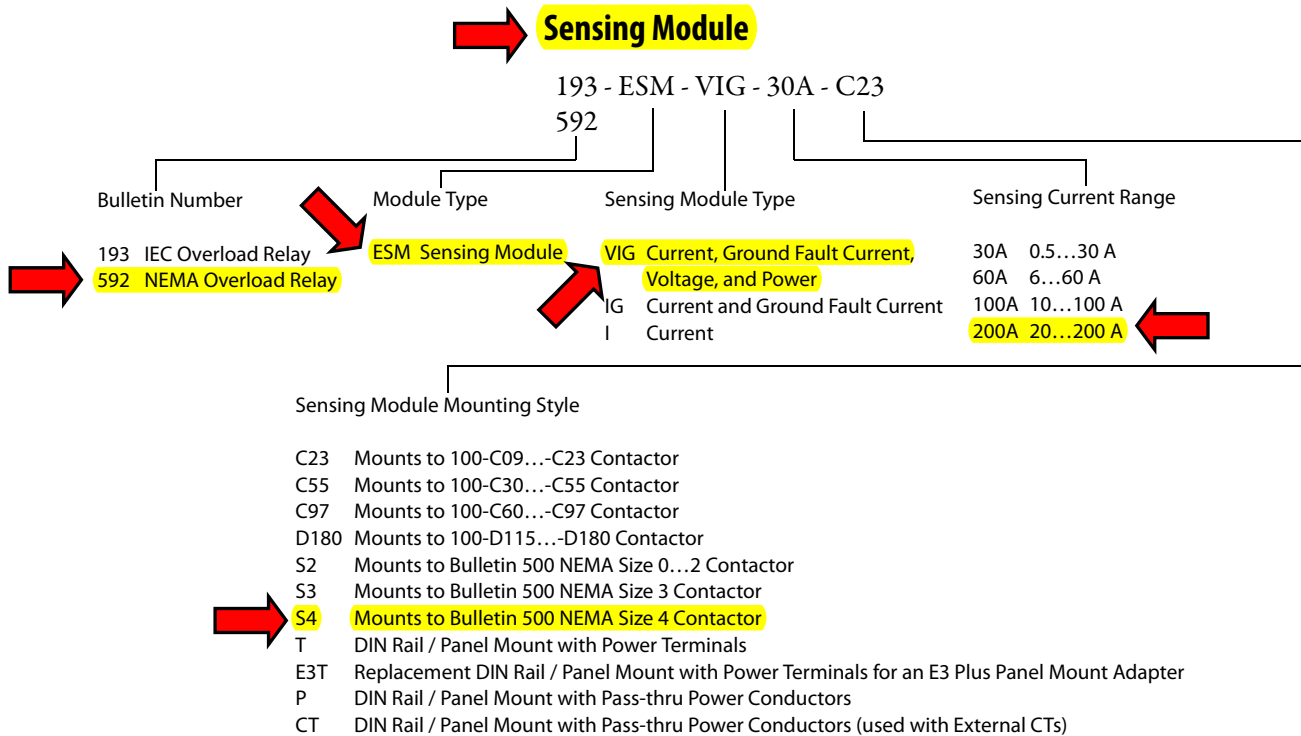 Sensing Module
193 - ESM - VIG - 30A - C23
592
Bulletin Number
193 IEC Overload Relay
592 NEMA Overload Relay
Module Type
ESM Sensing Module
Sensing Module Type
VIG Current, Ground Fault Current,
Voltage, and Power
IG Current and Ground Fault Current
I Current
Sensing Current Range
30A 0.5…30 A
60A 6…60 A
100A 10…100 A
200A 20…200 A
Sensing Module Mounting Style
C23 Mounts to 100-C09…-C23 Contactor
C55 Mounts to 100-C30…-C55 Contactor
C97 Mounts to 100-C60…-C97 Contactor
D180 Mounts to 100-D115…-D180 Contactor
S2 Mounts to Bulletin 500 NEMA Size 0…2 Contactor
S3 Mounts to Bulletin 500 NEMA Size 3 Contactor
S4 Mounts to Bulletin 500 NEMA Size 4 Contactor
T DIN Rail / Panel Mount with Power Terminals
E3T Replacement DIN Rail / Panel Mount with Power Terminals for an E3 Plus Panel Mount Adapter
P DIN Rail / Panel Mount with Pass-thru Power Conductors
CT DIN Rail / Panel Mount with Pass-thru Power Conductors (used with External CTs)